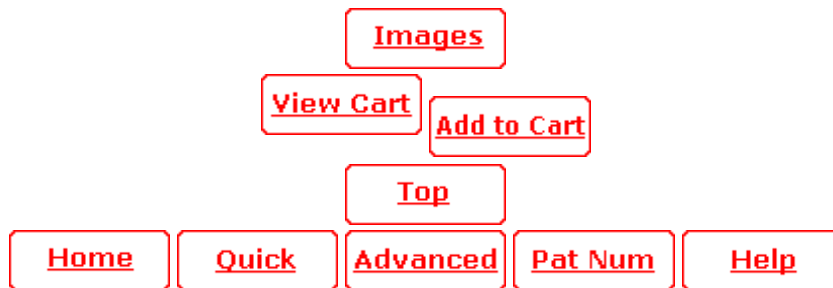 Images
View Cart
Add to Cart
Top
Home Quick Advanced Pat Num Help